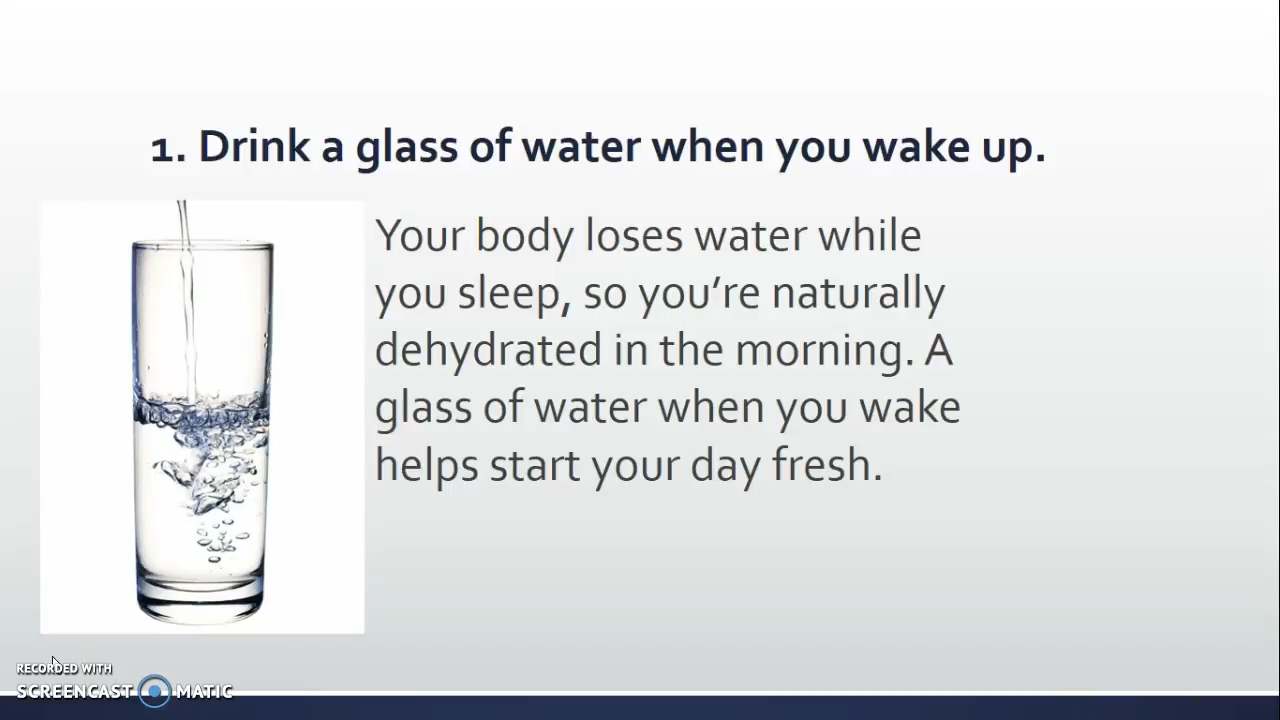 1. Drink a glass of water when you wake up.
Your body loses water while
you sleep, so you’re naturally
dehydrated in the morning. A
glass of water when you wake
helps start your day fresh.
RECORDED WITH
SCREENCAST MATIC